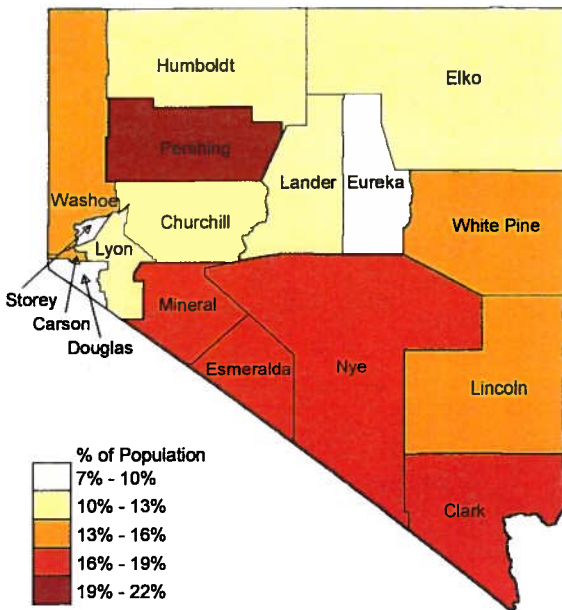 Humboldt
Elko
Pershing
Lander
Eureka
Washoe
Churchill
White Pine
Lyon
Storey
Carson
Douglas
Mineral
Esmeralda
Nye
Lincoln
Clark
% of Population
7% - 10%
10% - 13%
13% - 16%
16% - 19%
19% - 22%